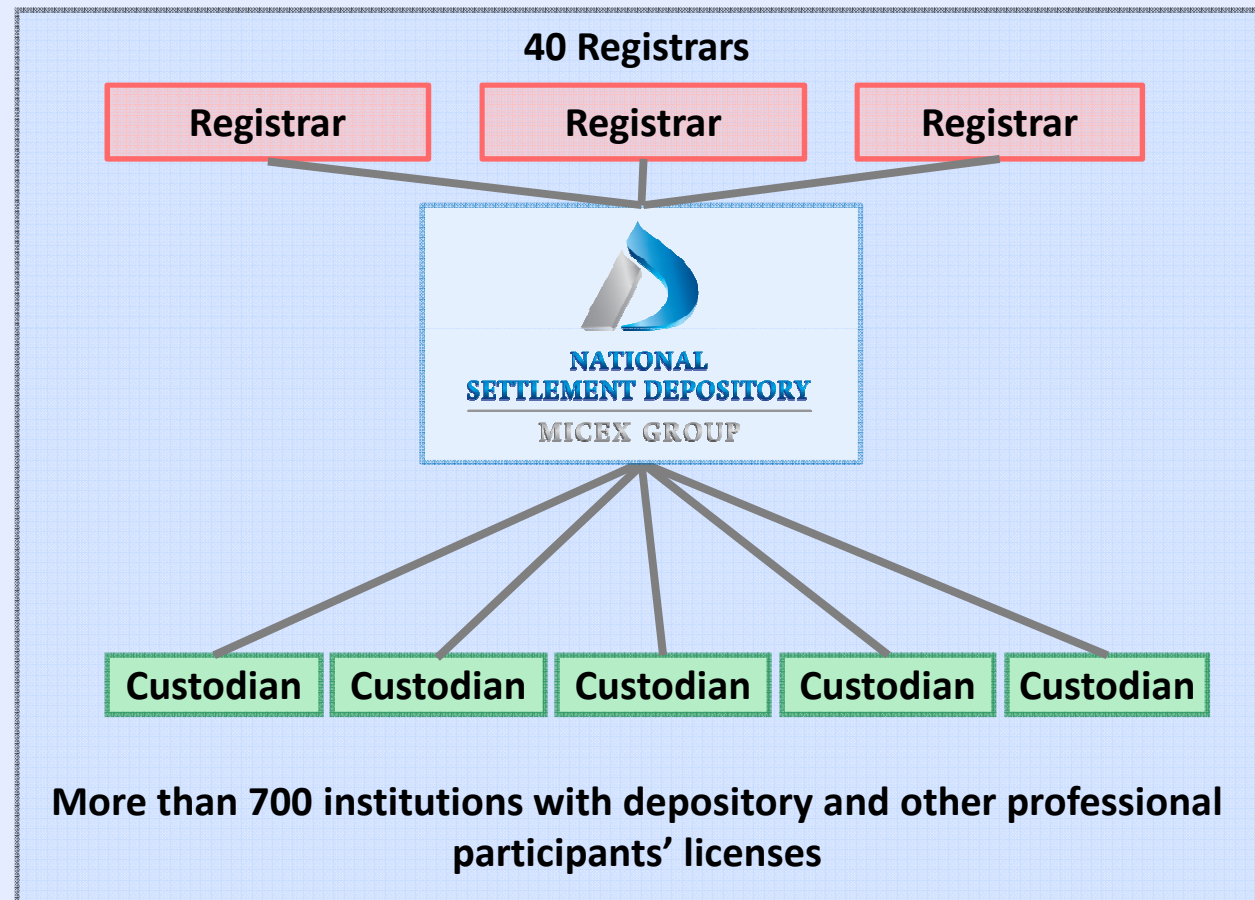 40 Registrars
Registrar Registrar Registrar
NATIONAL
SETTLEMENT DEPOSITORY
MICEX GROUP
Custodian Custodian Custodian Custodian Custodian
More than 700 institutions with depository and other professional
participants’ licenses